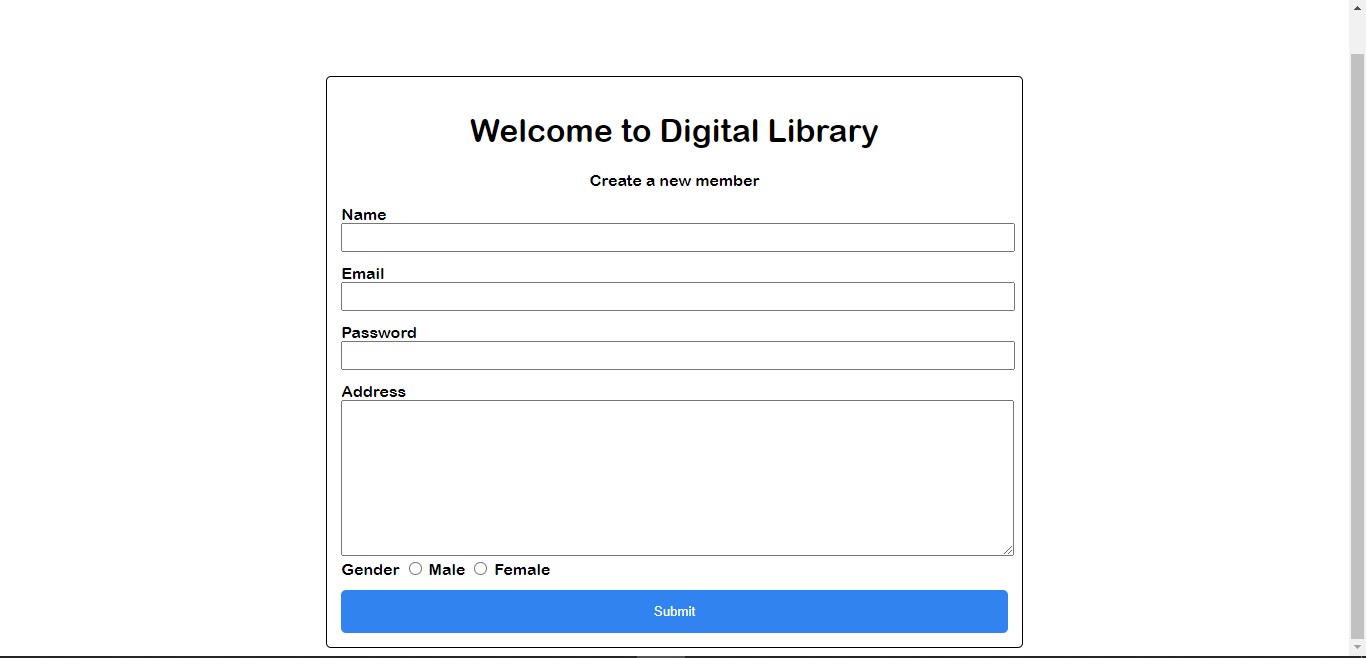 Welcome to Digital Library
Create a new member
Name
Email
Password
Address
Gender Male Female
Submit